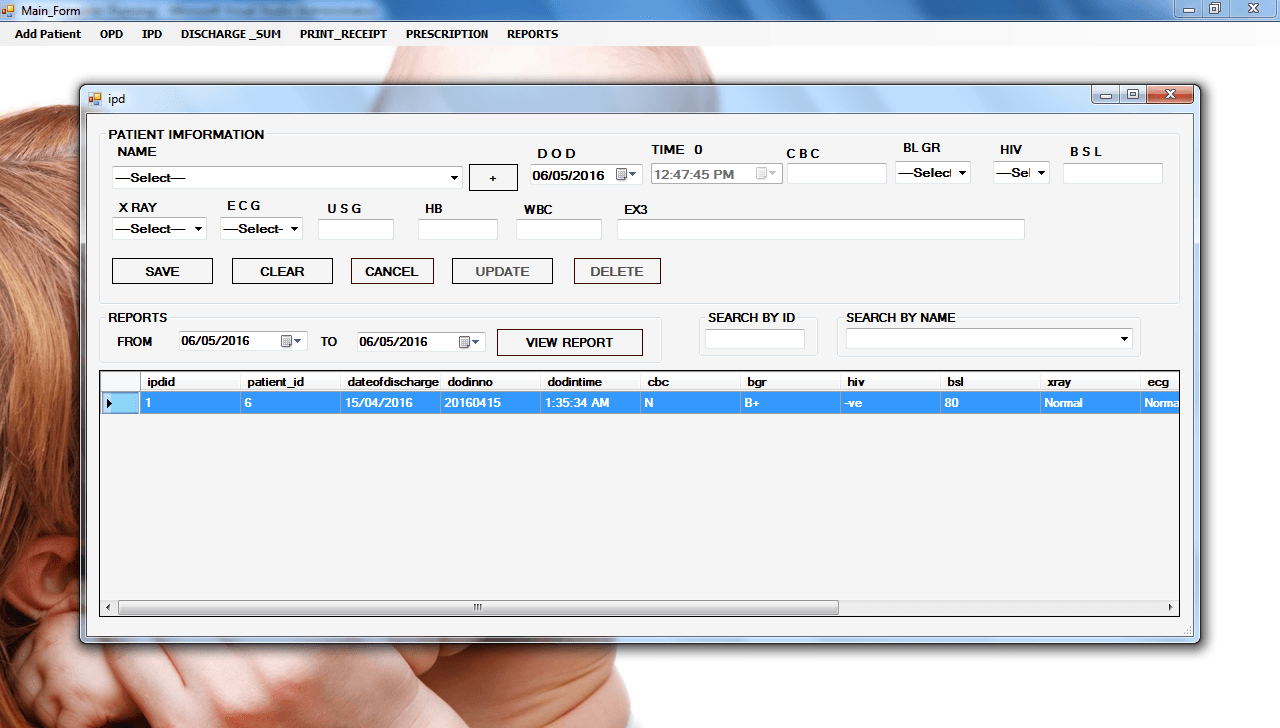 Main_Form
Add Patient OPD IPD DISCHARGE _SUM PRINT_RECEIPT PRESCRIPTION REPORTS
ipd
PATIENT IMFORMATION
NAME D O D TIME 0 C B C BL GR HIV B S L
—Select— + 06/05/2016 12:47:45 PM —Select —Sel
X RAY E C G U S G HB WBC EX3
—Select— —Select-
SAVE CLEAR CANCEL UPDATE DELETE
REPORTS SEARCH BY ID SEARCH BY NAME
FROM 06/05/2016 TO 06/05/2016 VIEW REPORT
ipdid patient_id dateofdischarge dodinno dodintime cbc bgr hiv bsl xray ecg
1 6 15/04/2016 20160415 1:35:34 AM N B+ -ve 80 Normal Norma